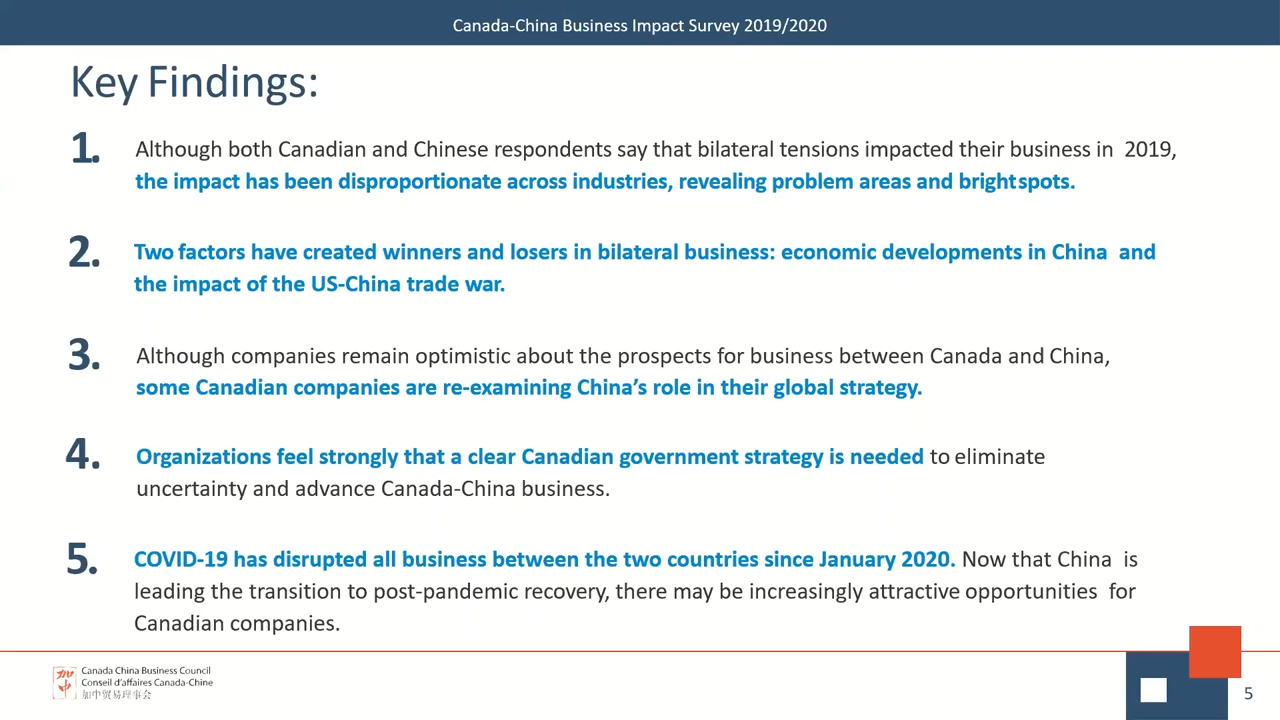 Canada-China Business Impact Survey 2019/2020
Key Findings:
1. Although both Canadian and Chinese respondents say that bilateral tensions impacted their business in 2019,
the impact has been disproportionate across industries, revealing problem areas and brightspots.
2. Two factors have created winners and losers in bilateral business: economic developments in China and
the impact of the US-China trade war.
3. Although companies remain optimistic about the prospects for business between Canada and China,
some Canadian companies are re-examining China's role in their global strategy.
4. Organizations feel strongly that a clear Canadian government strategy is needed to eliminate
uncertainty and advance Canada-China business.
5. COVID-19 has disrupted all business between the two countries since January 2020. Now that China is
leading the transition to post-pandemic recovery, there may be increasingly attractive opportunities for
Canadian companies.
加中
Canada China Business Council
Conseil d'affaires Canada-Chine
加中贸易理事会
5